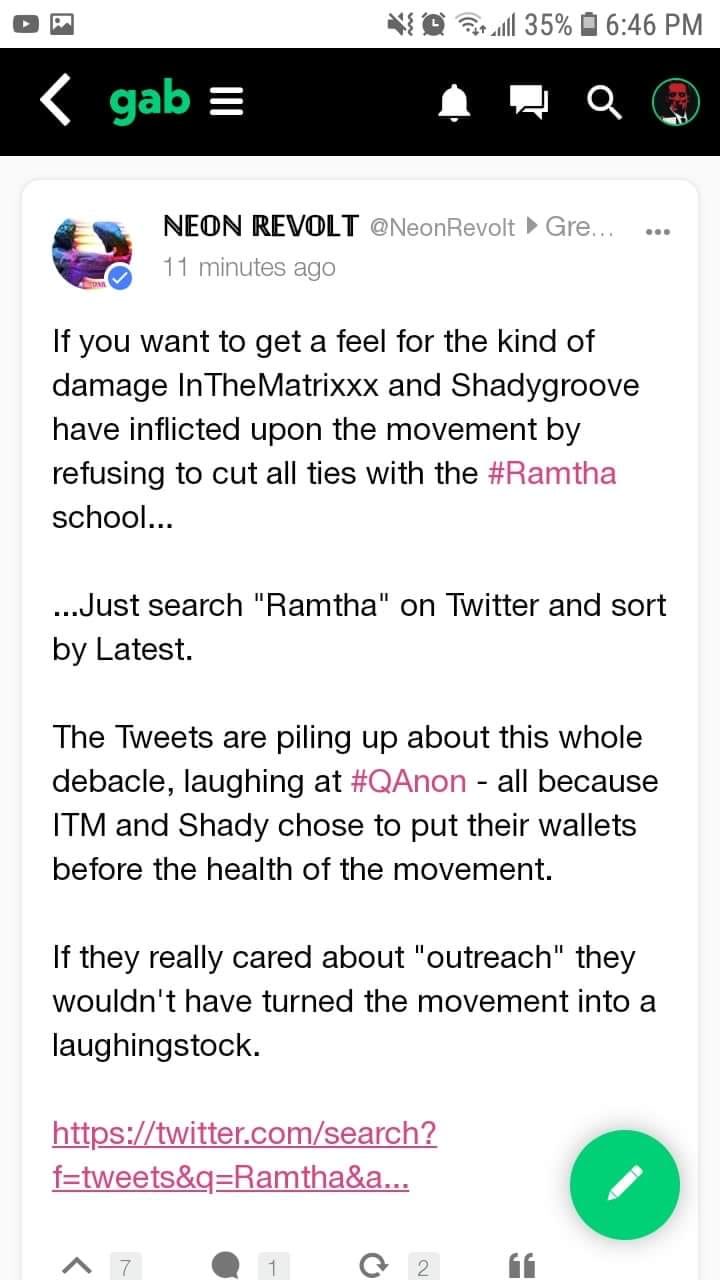 35% 6:46 PM
gab
NEON REVOLT @NeonRevolt Gre...
11 minutes ago
If you want to get a feel for the kind of
damage InTheMatrixxx and Shadygroove
have inflicted upon the movement by
refusing to cut all ties with the #Ramtha
school...
...Just search "Ramtha" on Twitter and sort
by Latest.
The Tweets are piling up about this whole
debacle, laughing at #QAnon - all because
ITM and Shady chose to put their wallets
before the health of the movement.
If they really cared about "outreach" they
wouldn't have turned the movement into a
laughingstock.
https://twitter.com/search?
f=tweets&q=Ramtha&a...
7 1 2